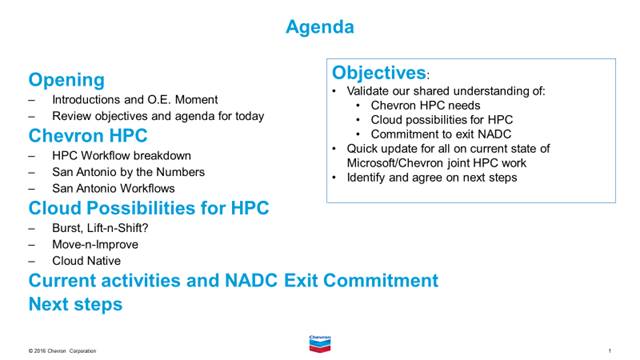 Agenda
Opening
– Introductions and O.E. Moment
– Review objectives and agenda for today
Chevron HPC
– HPC Workflow breakdown
– San Antonio by the Numbers
– San Antonio Workflows
Cloud Possibilities for HPC
– Burst, Lift-n-Shift?
– Move-n-Improve
– Cloud Native
Current activities and NADC Exit Commitment
Next steps
Objectives:
• Validate our shared understanding of:
• Chevron HPC needs
• Cloud possibilities for HPC
• Commitment to exit NADC
• Quick update for all on current state of
Microsoft/Chevron joint HPC work
• Identify and agree on next steps
© 2016 Chevron Corporation
Chevron
1